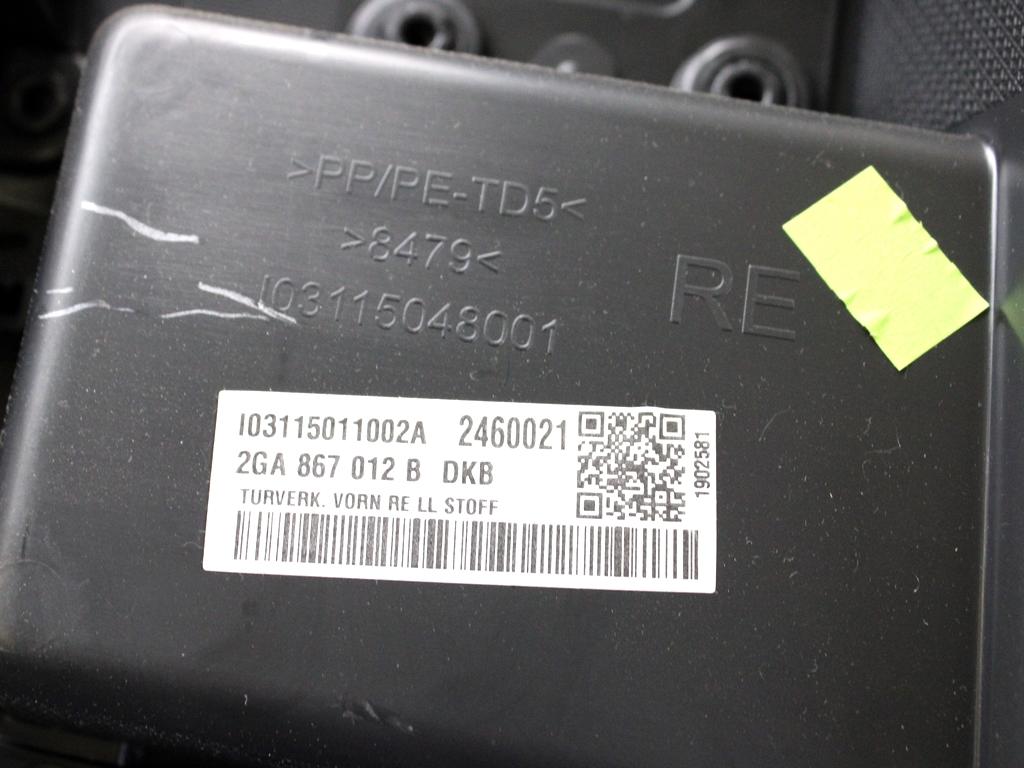 >PP/PE-TD5<
>8479<
I03115048001
RE
I03115011002A 2460021
2GA 867 012 B DKB
TURVERK. VORN RE LL STOFF
1902581